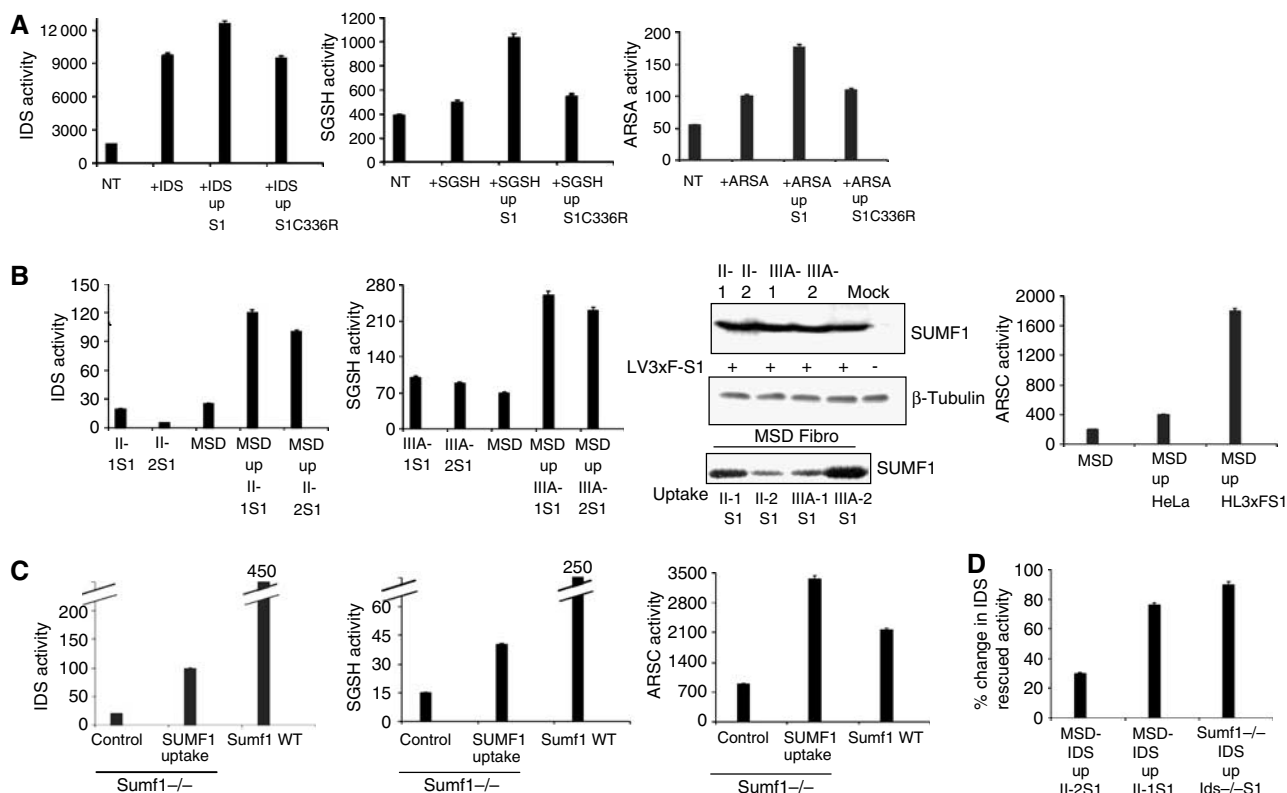 A
IDS activity
12 000
9000
6000
3000
0
NT
+IDS
+IDS
up
S1
+IDS
up
S1C336R
SGSH activity
1200
1000
800
600
400
200
0
NT
+SGSH
+SGSH
up
S1
+SGSH
up
S1C336R
ARSA activity
200
150
100
50
0
NT
+ARSA
+ARSA
up
S1
+ARSA
up
S1C336R
B
IDS activity
150
120
90
60
30
0
II-
1S1
II-
2S1
MSD
MSD
up
II-
1S1
MSD
up
II-
2S1
SGSH activity
280
210
140
70
0
IIIA-
1S1
IIIA-
2S1
MSD
MSD
up
IIIA-
1S1
MSD
up
IIIA-
2S1
II- II- IIIA- IIIA-
1 2 1 2 Mock
SUMF1
LV3xF-S1 + + + + -
β-Tubulin
MSD Fibro
SUMF1
Uptake II-1 II-2 IIIA-1 IIIA-2
S1 S1 S1 S1
ARSC activity
2000
1600
1200
800
400
0
MSD
MSD
up
HeLa
MSD
up
HL3xFS1
C
IDS activity
450
200
150
100
50
0
Control
SUMF1
uptake
Sumf1 WT
Sumf1–/–
SGSH activity
250
60
45
30
15
0
Control
SUMF1
uptake
Sumf1 WT
Sumf1–/–
ARSC activity
3500
2800
2100
1400
700
0
Control
SUMF1
uptake
Sumf1 WT
Sumf1–/–
D
% change in IDS
rescued activity
100
80
60
40
20
0
MSD-
IDS
up
II-2S1
MSD-
IDS
up
II-1S1
Sumf1–/–
IDS
up
Ids–/–S1